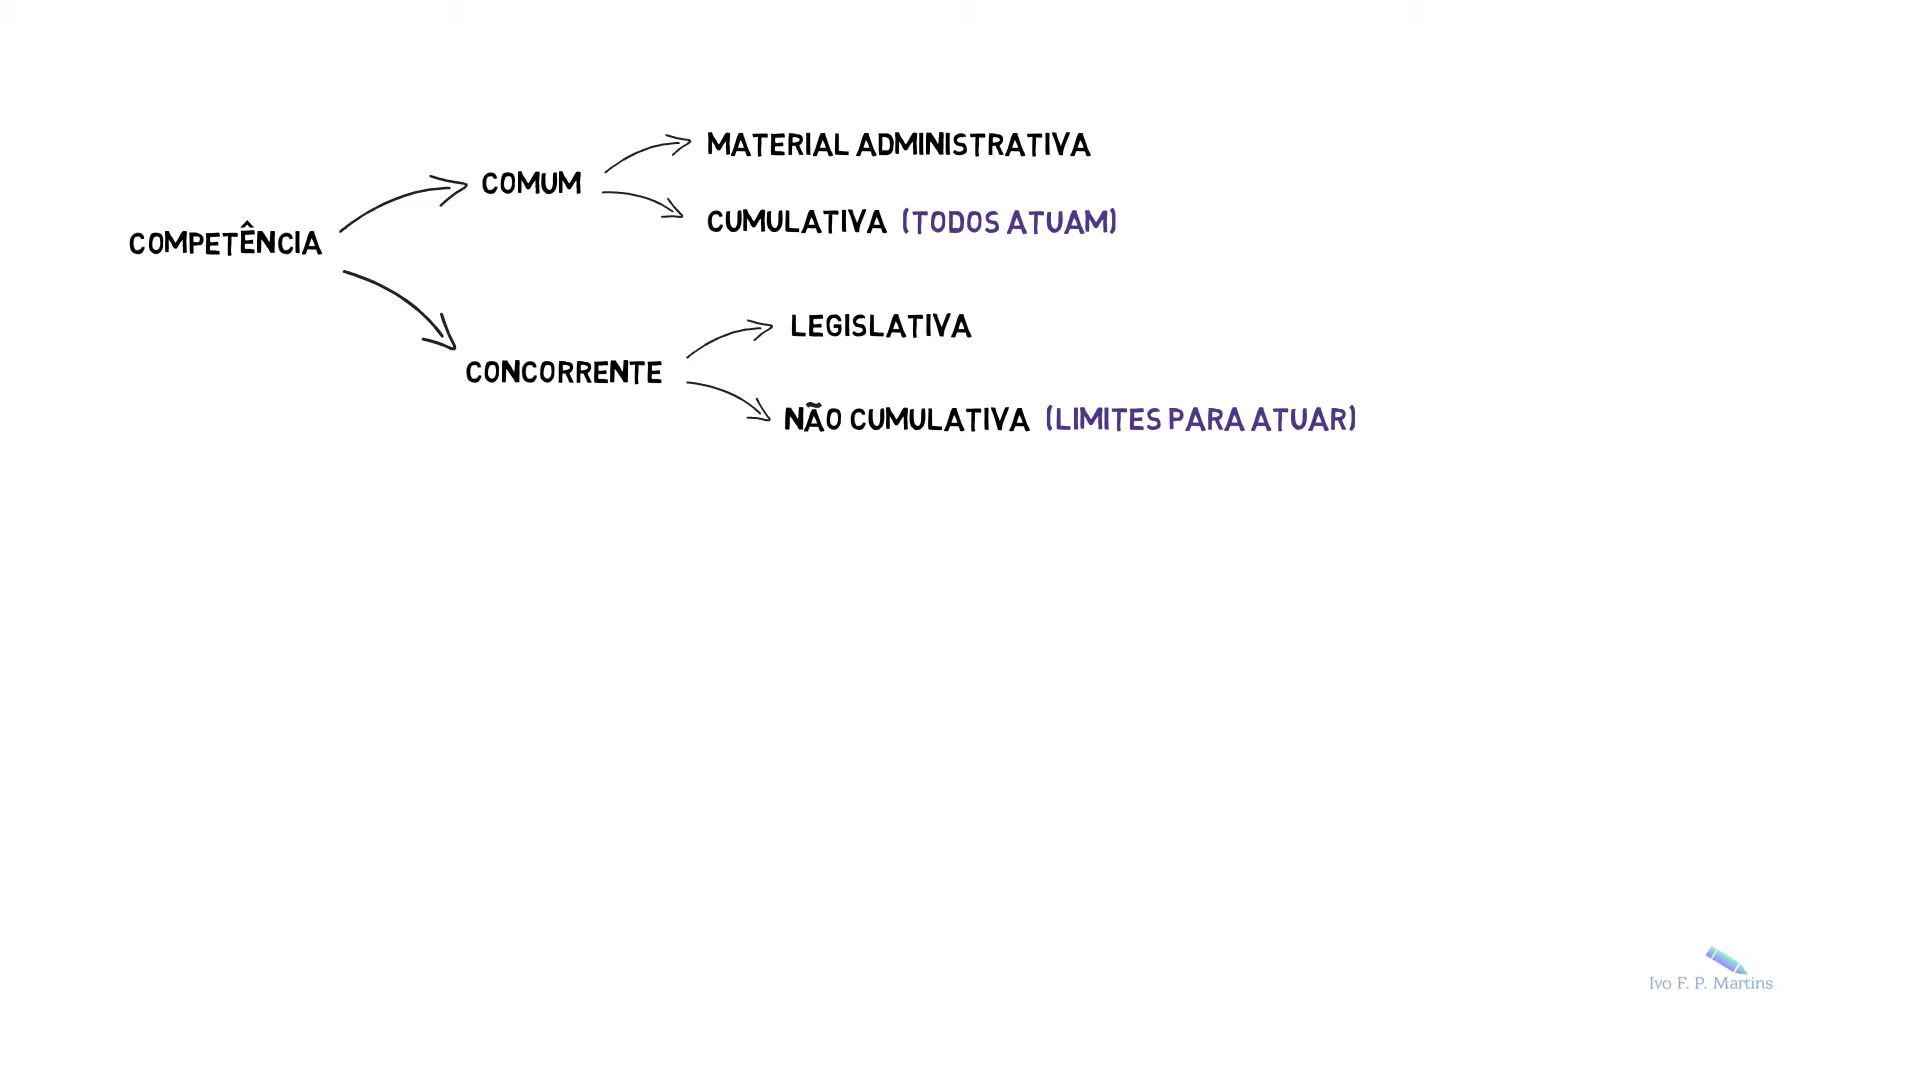 COMPETÊNCIA
COMUM
MATERIAL ADMINISTRATIVA
CUMULATIVA (TODOS ATUAM)
CONCORRENTE
LEGISLATIVA
NÃO CUMULATIVA (LIMITES PARA ATUAR)
Ivo F. P. Martins